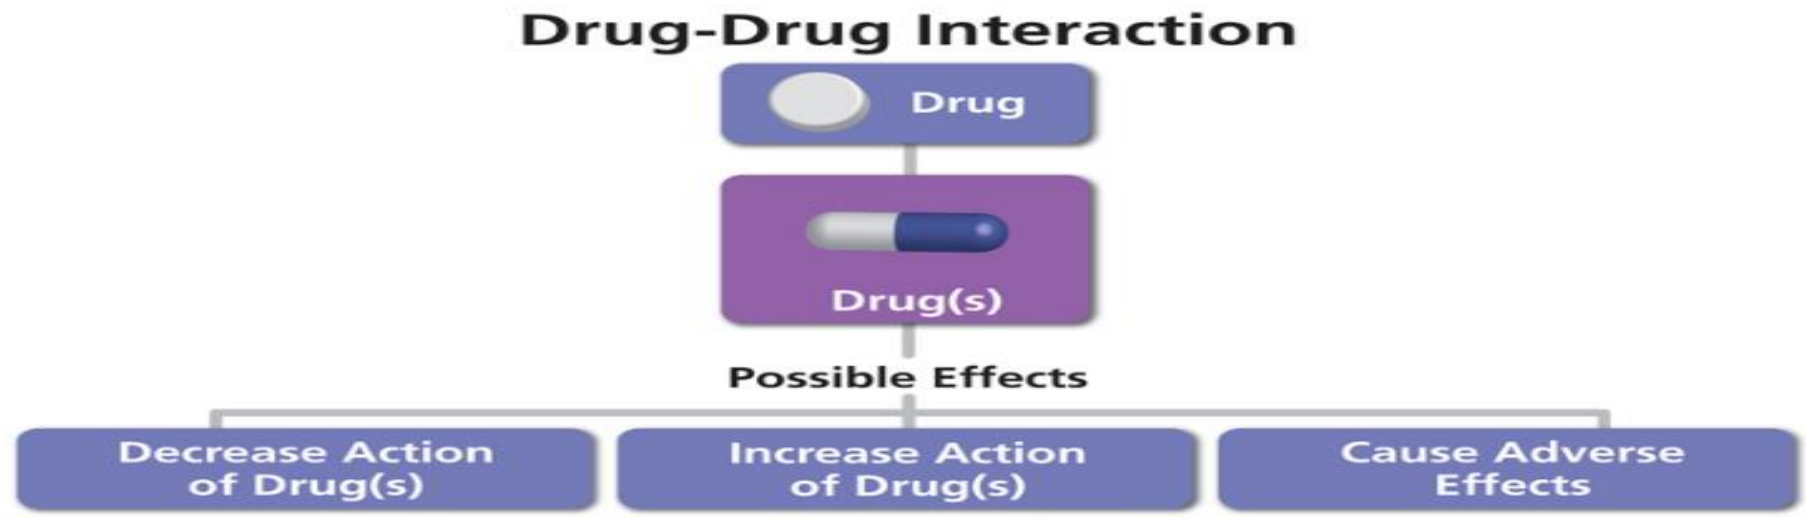 Drug-Drug Interaction
Drug
Drug(s)
Possible Effects
Decrease Action
of Drug(s)
Increase Action
of Drug(s)
Cause Adverse
Effects